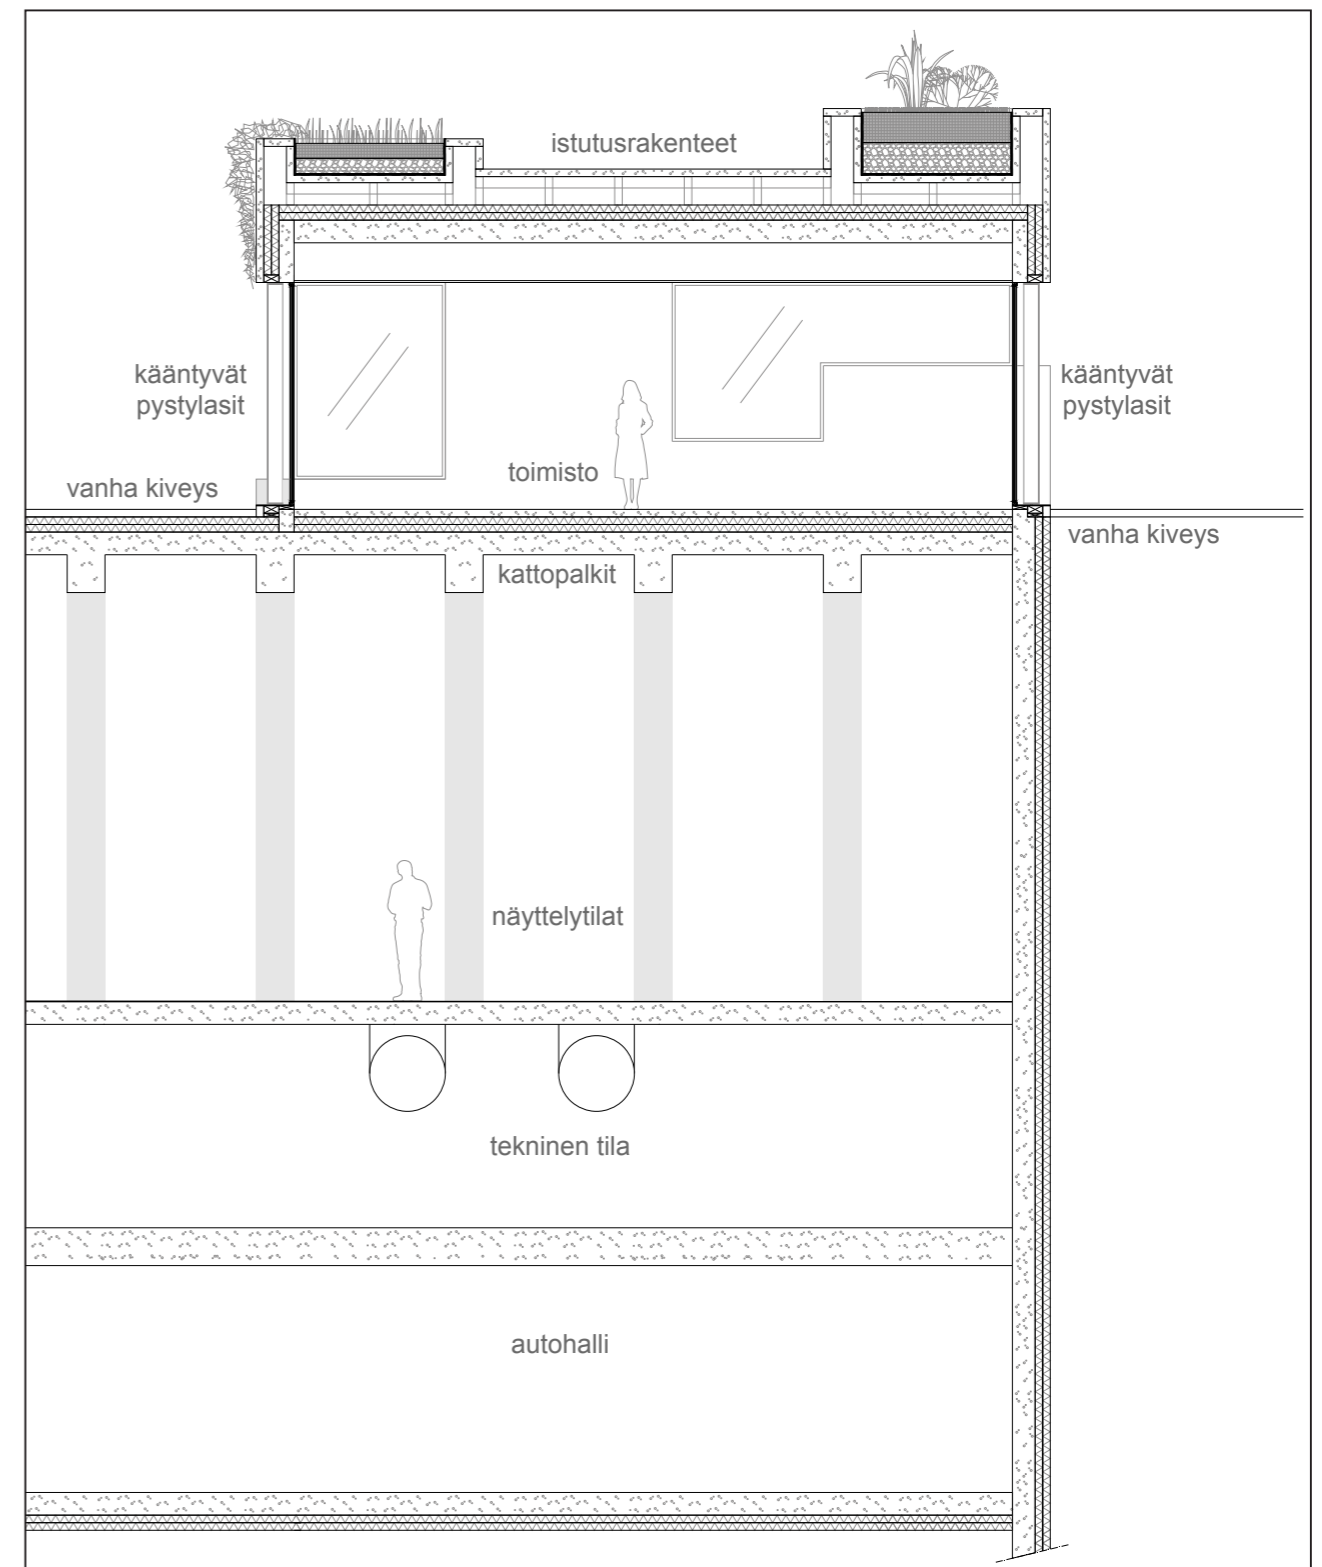 istutusrakenteet
kääntyvät
pystylasit
kääntyvät
pystylasit
toimisto
vanha kiveys
vanha kiveys
kattopalkit
näyttelytilat
tekninen tila
autohalli